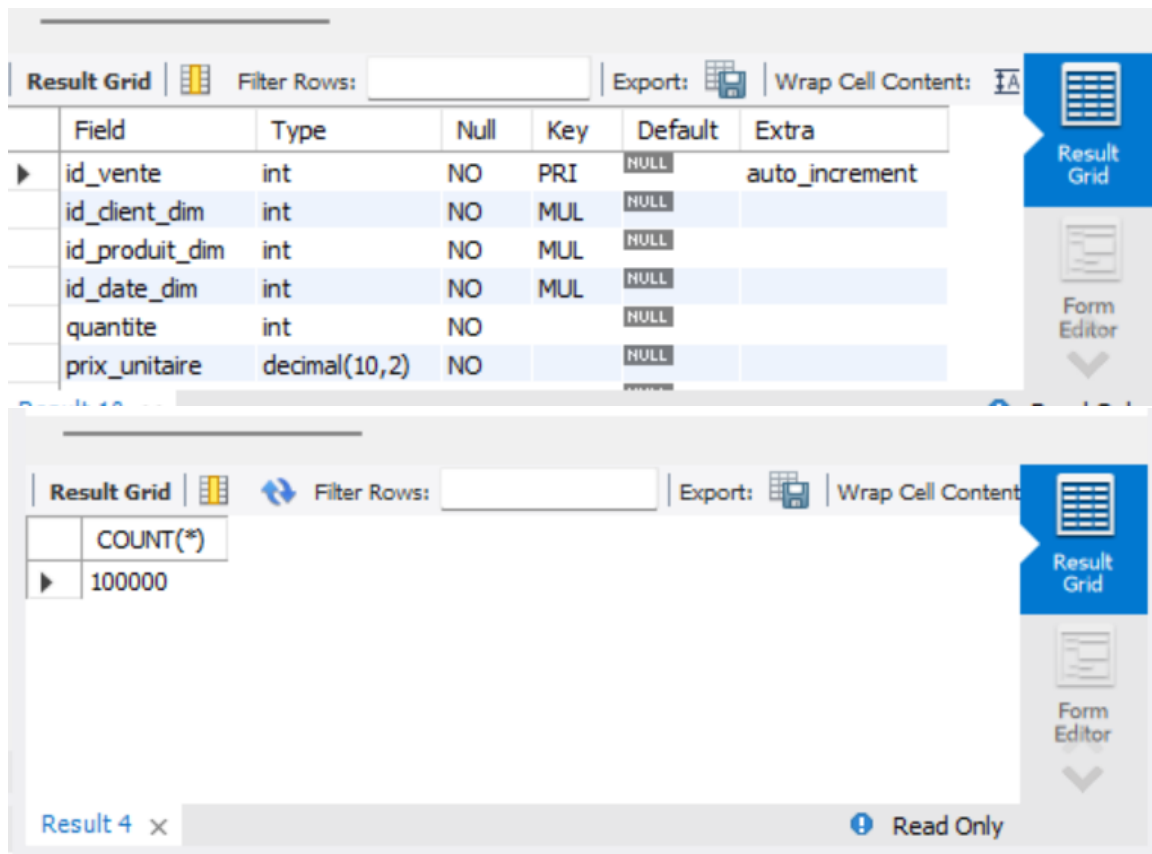 Result Grid Filter Rows: Export: Wrap Cell Content: IA
Field Type Null Key Default Extra
id_vente int NO PRI NULL auto_increment
id_client_dim int NO MUL NULL
id_produit_dim int NO MUL NULL
id_date_dim int NO MUL NULL
quantite int NO NULL
prix_unitaire decimal(10,2) NO NULL
Result
Grid
Form
Editor
Result Grid Filter Rows: Export: Wrap Cell Content
COUNT(*)
100000
Result
Grid
Form
Editor
Result 4 Read Only